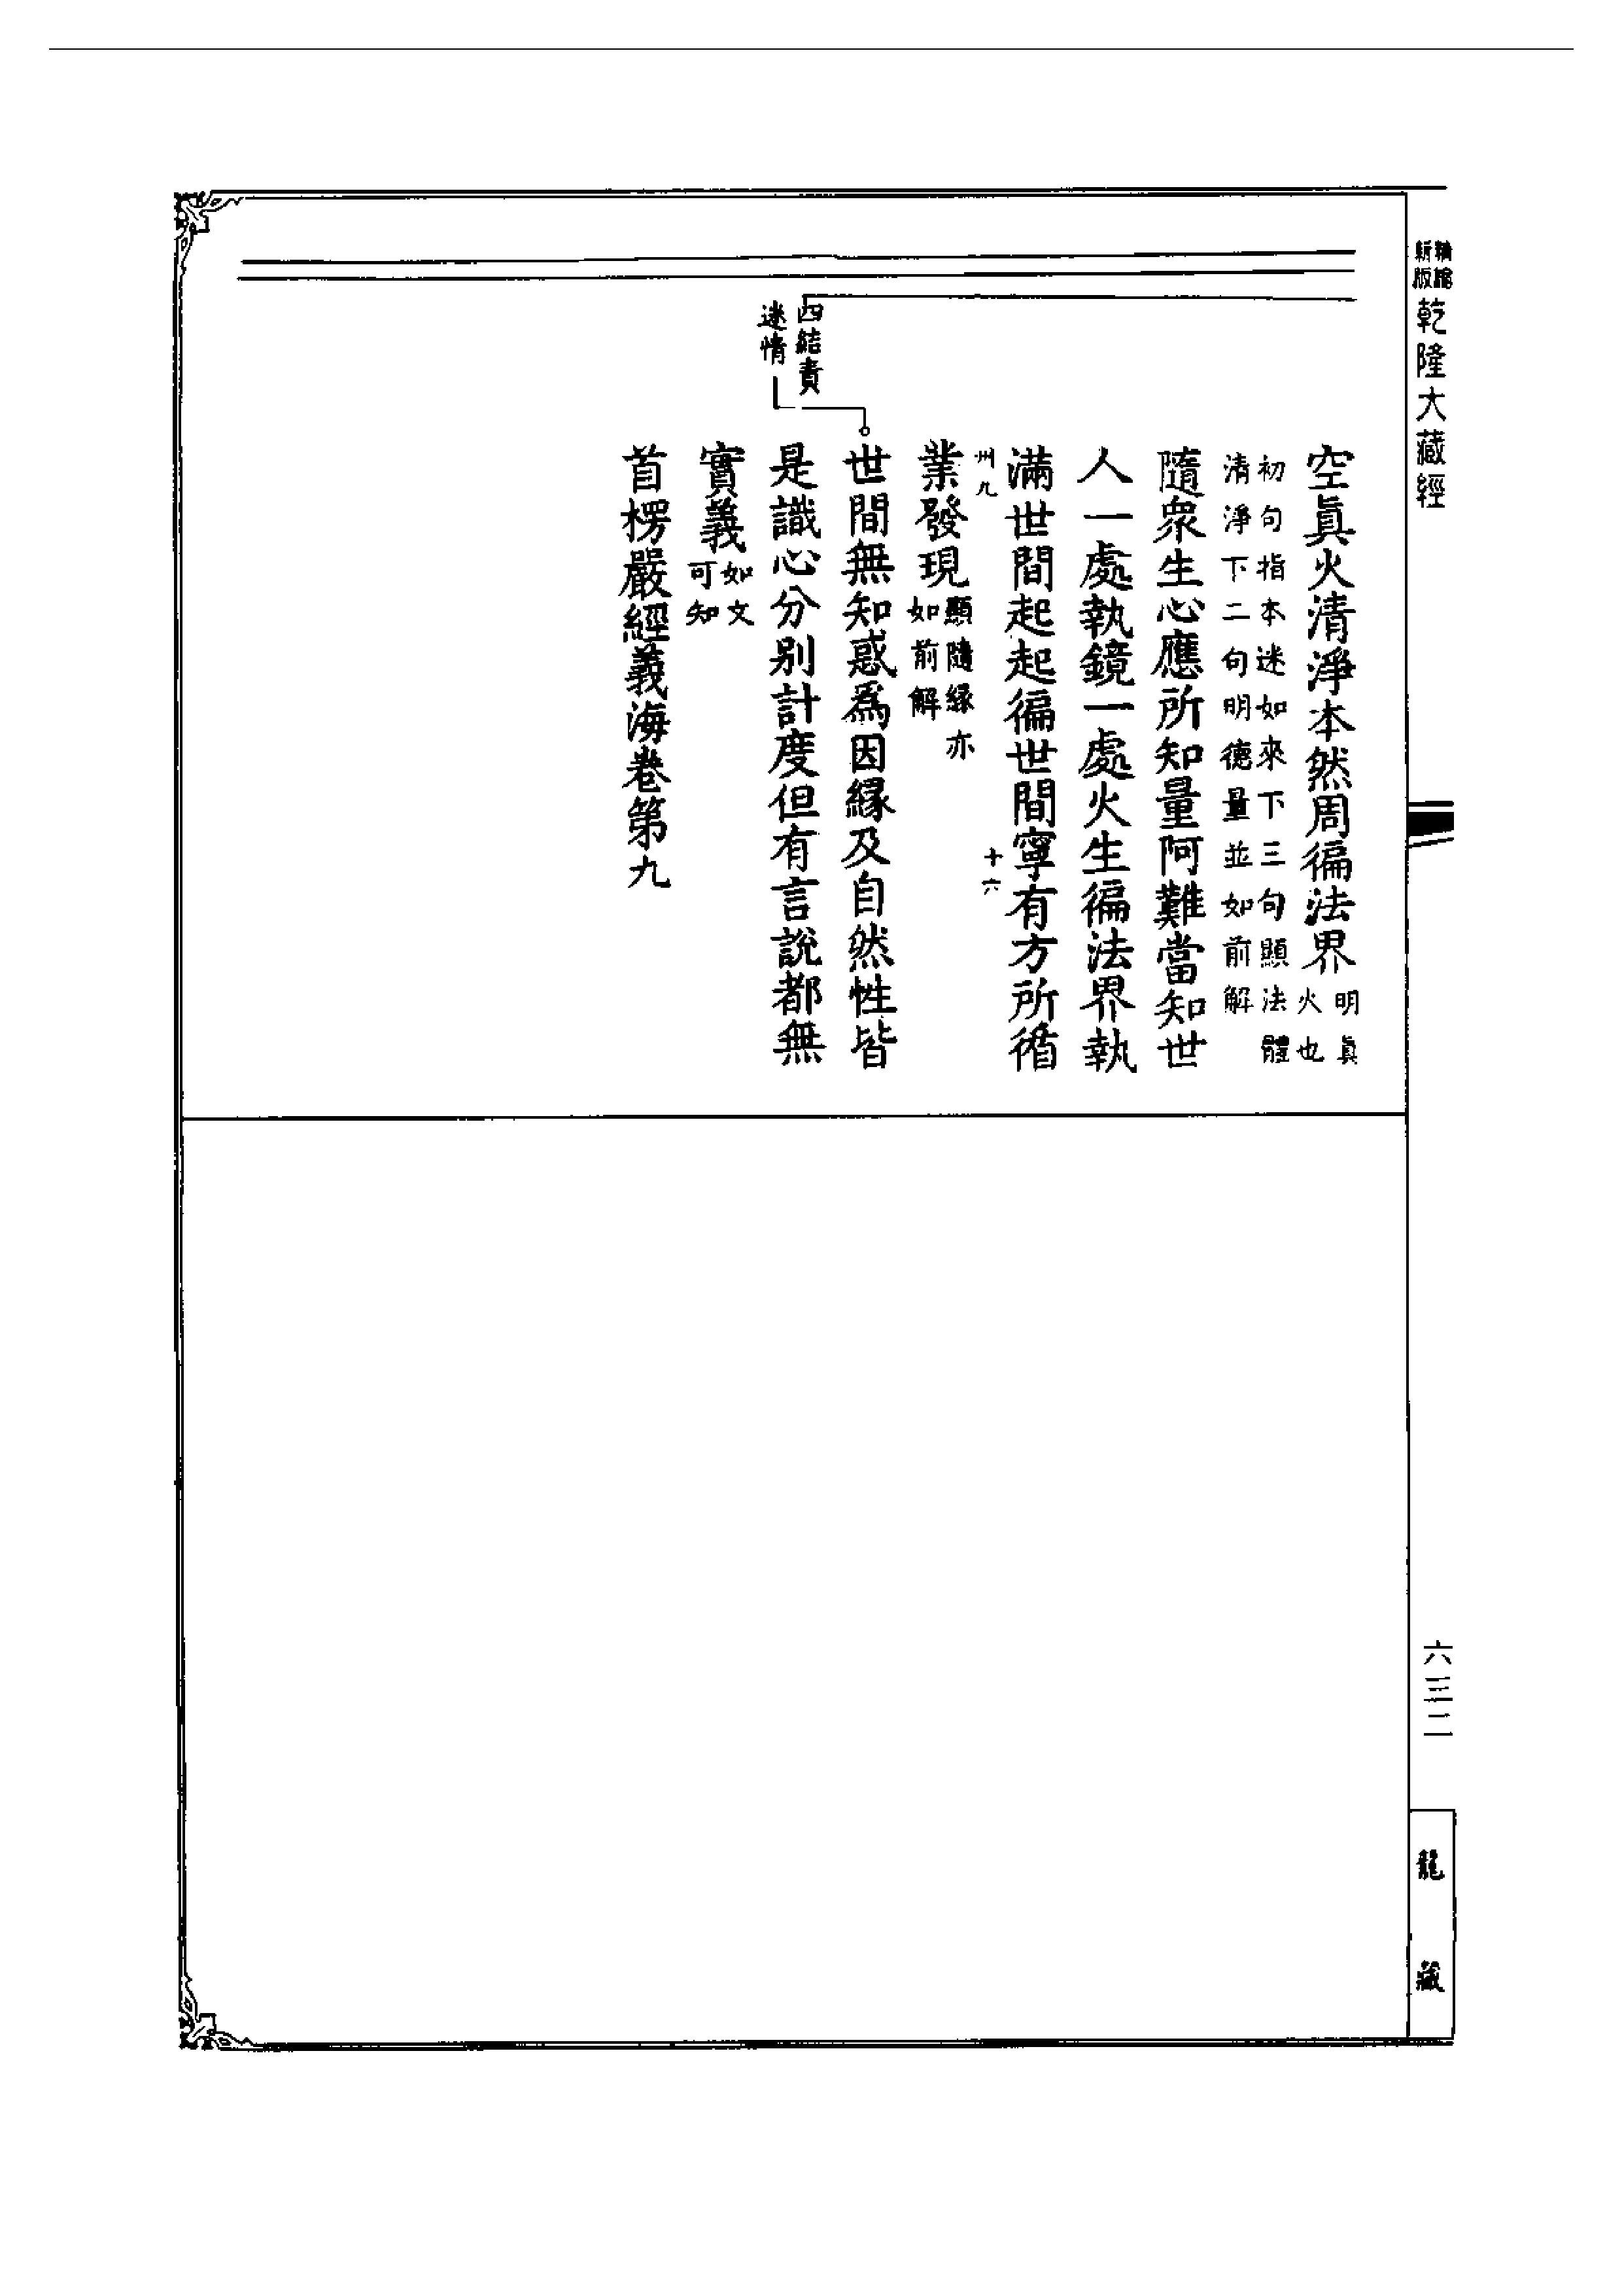 新版
乾隆大藏經
六三二
龍藏
空眞火清淨本然周徧法界明眞
火也
初句指本迷如來下三句顯法體
清淨下二句明德量並如前解
隨衆生心應所知量阿難當知世
人一處執鏡一處火生徧法界執
滿世間起起徧世間寧有方所循
州九
十六
業發現顯隨緣亦
如前解
四結責
迷情
世間無知惑爲因緣及自然性皆
是識心分別計度但有言說都無
實義如文
可知
首楞嚴經義海卷第九